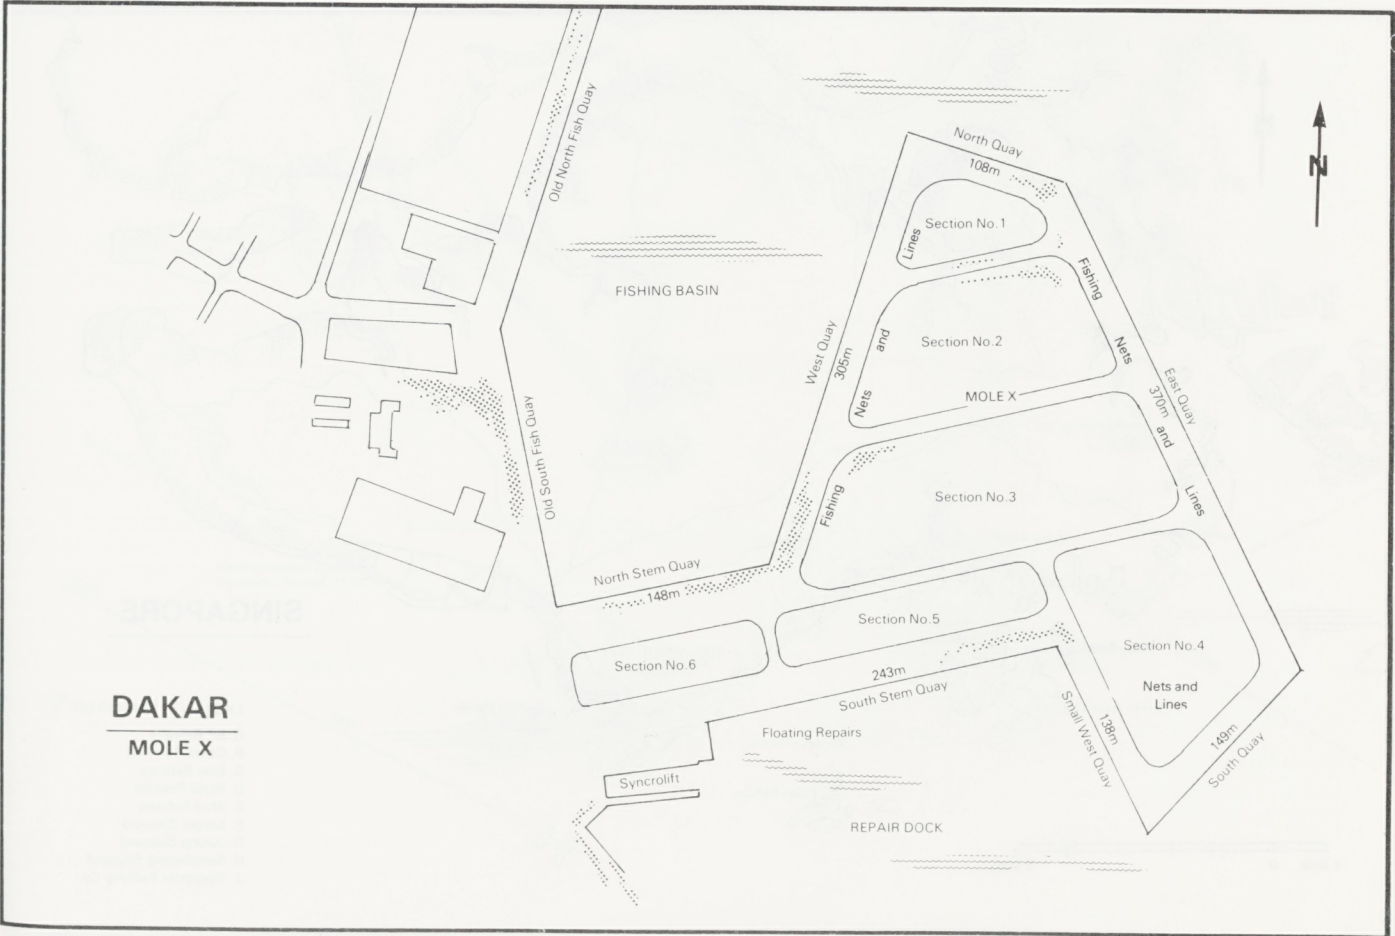 North Quay
108m
N
Old North Fish Quay
Section No.1
Lines
Fishing
FISHING BASIN
West Quay
305m
and
Section No.2
Nets
Nets
MOLE X
East Quay
370m
and
Old South Fish Quay
Fishing
Section No.3
Lines
North Stem Quay
148m
Section No.5
Section No.6
Section No.4
243m
South Stem Quay
Nets and
Lines
Small West Quay
138m
149m
South Quay
Floating Repairs
Syncrolift
REPAIR DOCK
DAKAR
MOLE X
SINGAPORE